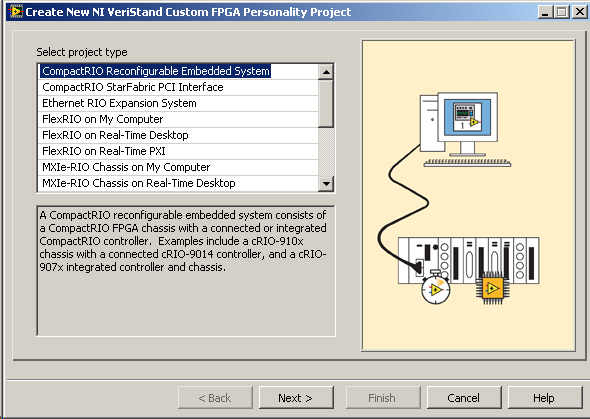 Create New NI VeriStand Custom FPGA Personality Project
Select project type
CompactRIO Reconfigurable Embedded System
CompactRIO StarFabric PCI Interface
Ethernet RIO Expansion System
FlexRIO on My Computer
FlexRIO on Real-Time Desktop
FlexRIO on Real-Time PXI
MXIe-RIO Chassis on My Computer
MXIe-RIO Chassis on Real-Time Desktop
A CompactRIO reconfigurable embedded system consists of
a CompactRIO FPGA chassis with a connected or integrated
CompactRIO controller.  Examples include a cRIO-910x
chassis with a connected cRIO-9014 controller, and a cRIO-
907x integrated controller and chassis.
< Back
Next >
Finish
Cancel
Help